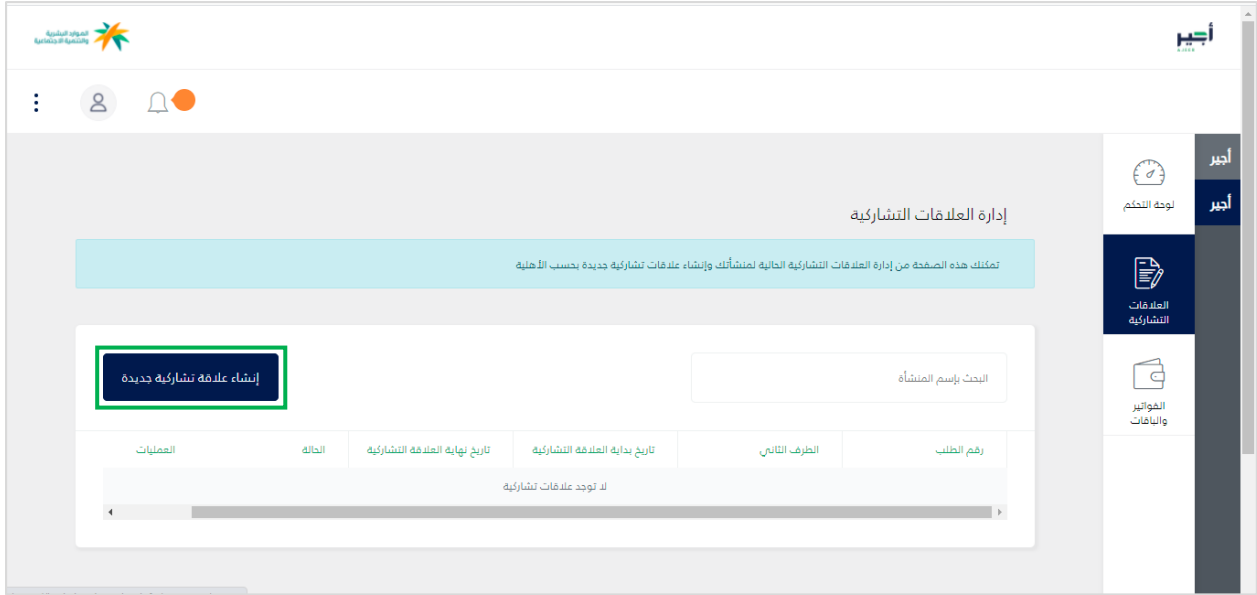 أجير
AJEER
الموارد البشرية
والتنمية الاجتماعية
أجير
أجير
لوحة التحكم
العلاقات
التشاركية
الفواتير
والباقات
إدارة العلاقات التشاركية
تمكنك هذه الصفحة من إدارة العلاقات التشاركية الحالية لمنشأتك وإنشاء علاقات تشاركية جديدة بحسب الأهلية
البحث بإسم المنشأة
إنشاء علاقة تشاركية جديدة
رقم الطلب الطرف الثاني تاريخ بداية العلاقة التشاركية تاريخ نهاية العلاقة التشاركية الحالة العمليات
لا توجد علاقات تشاركية